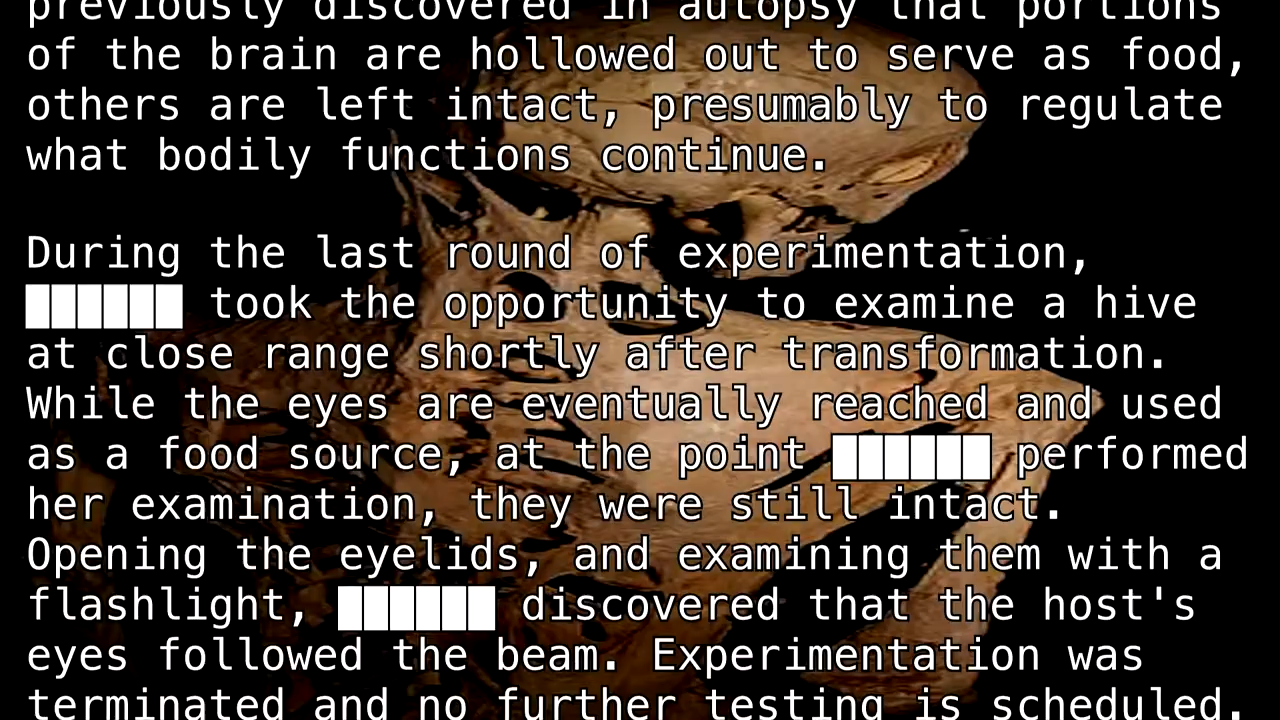 previously discovered in autopsy that portions
of the brain are hollowed out to serve as food,
others are left intact, presumably to regulate
what bodily functions continue.
During the last round of experimentation,
██████ took the opportunity to examine a hive
at close range shortly after transformation.
While the eyes are eventually reached and used
as a food source, at the point ██████ performed
her examination, they were still intact.
Opening the eyelids, and examining them with a
flashlight, ██████ discovered that the host's
eyes followed the beam. Experimentation was
terminated and no further testing is scheduled.